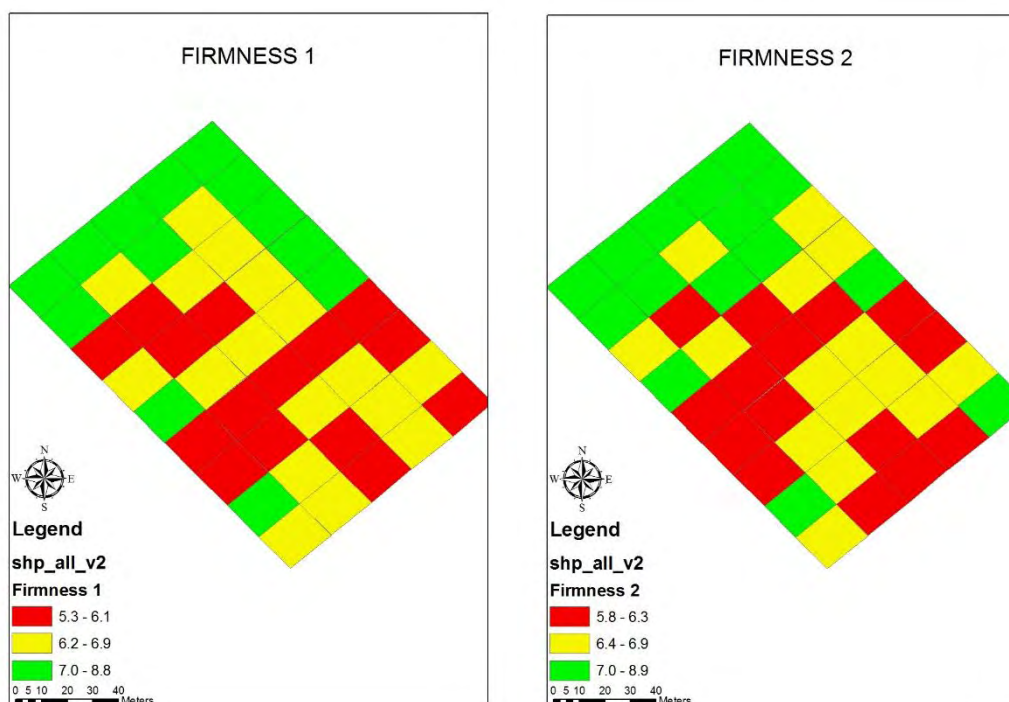 FIRMNESS 1
N
W E
S
Legend
shp_all_v2
Firmness 1
5.3 - 6.1
6.2 - 6.9
7.0 - 8.8
0 5 10 20 30 40
Meters
FIRMNESS 2
N
W E
S
Legend
shp_all_v2
Firmness 2
5.8 - 6.3
6.4 - 6.9
7.0 - 8.9
0 5 10 20 30 40
Meters